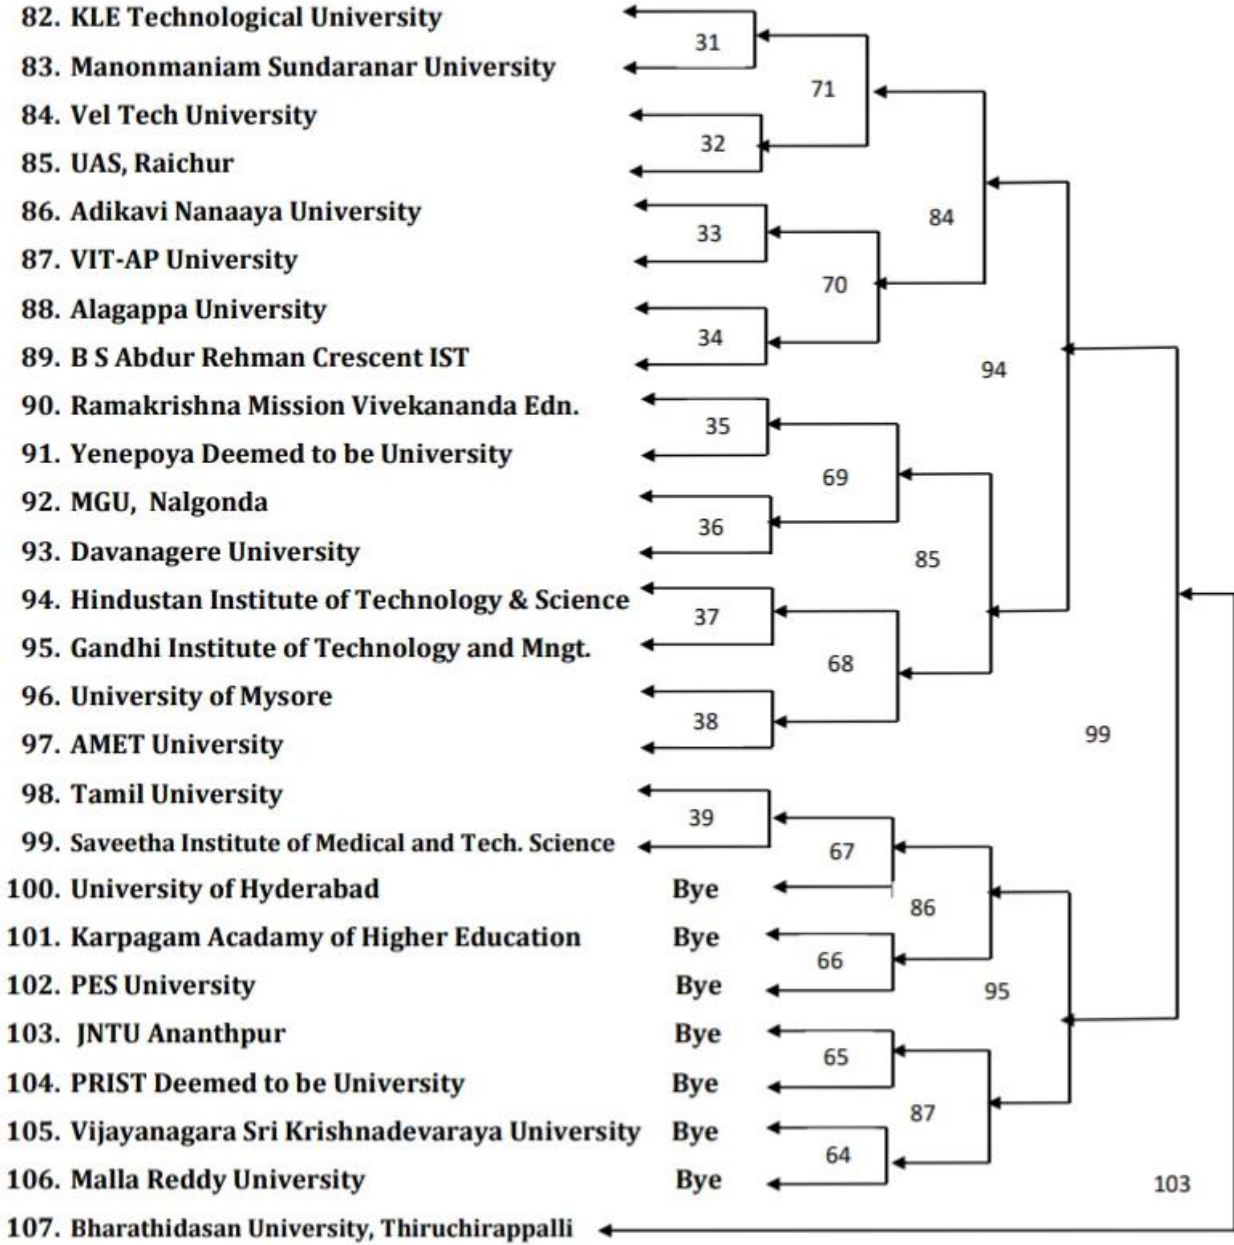 82. KLE Technological University
31
83. Manonmaniam Sundaranar University
71
84. Vel Tech University
32
85. UAS, Raichur
86. Adikavi Nanaaya University
84
33
87. VIT-AP University
70
88. Alagappa University
34
89. B S Abdur Rehman Crescent IST
94
90. Ramakrishna Mission Vivekananda Edn.
35
91. Yenepoya Deemed to be University
69
92. MGU, Nalgonda
36
93. Davanagere University
85
94. Hindustan Institute of Technology & Science
37
95. Gandhi Institute of Technology and Mngt.
68
96. University of Mysore
38
97. AMET University
99
98. Tamil University
39
99. Saveetha Institute of Medical and Tech. Science
67
100. University of Hyderabad Bye
86
101. Karpagam Acadamy of Higher Education Bye
66
102. PES University Bye
95
103. JNTU Ananthpur Bye
65
104. PRIST Deemed to be University Bye
87
105. Vijayanagara Sri Krishnadevaraya University Bye
64
106. Malla Reddy University Bye
103
107. Bharathidasan University, Thiruchirappalli